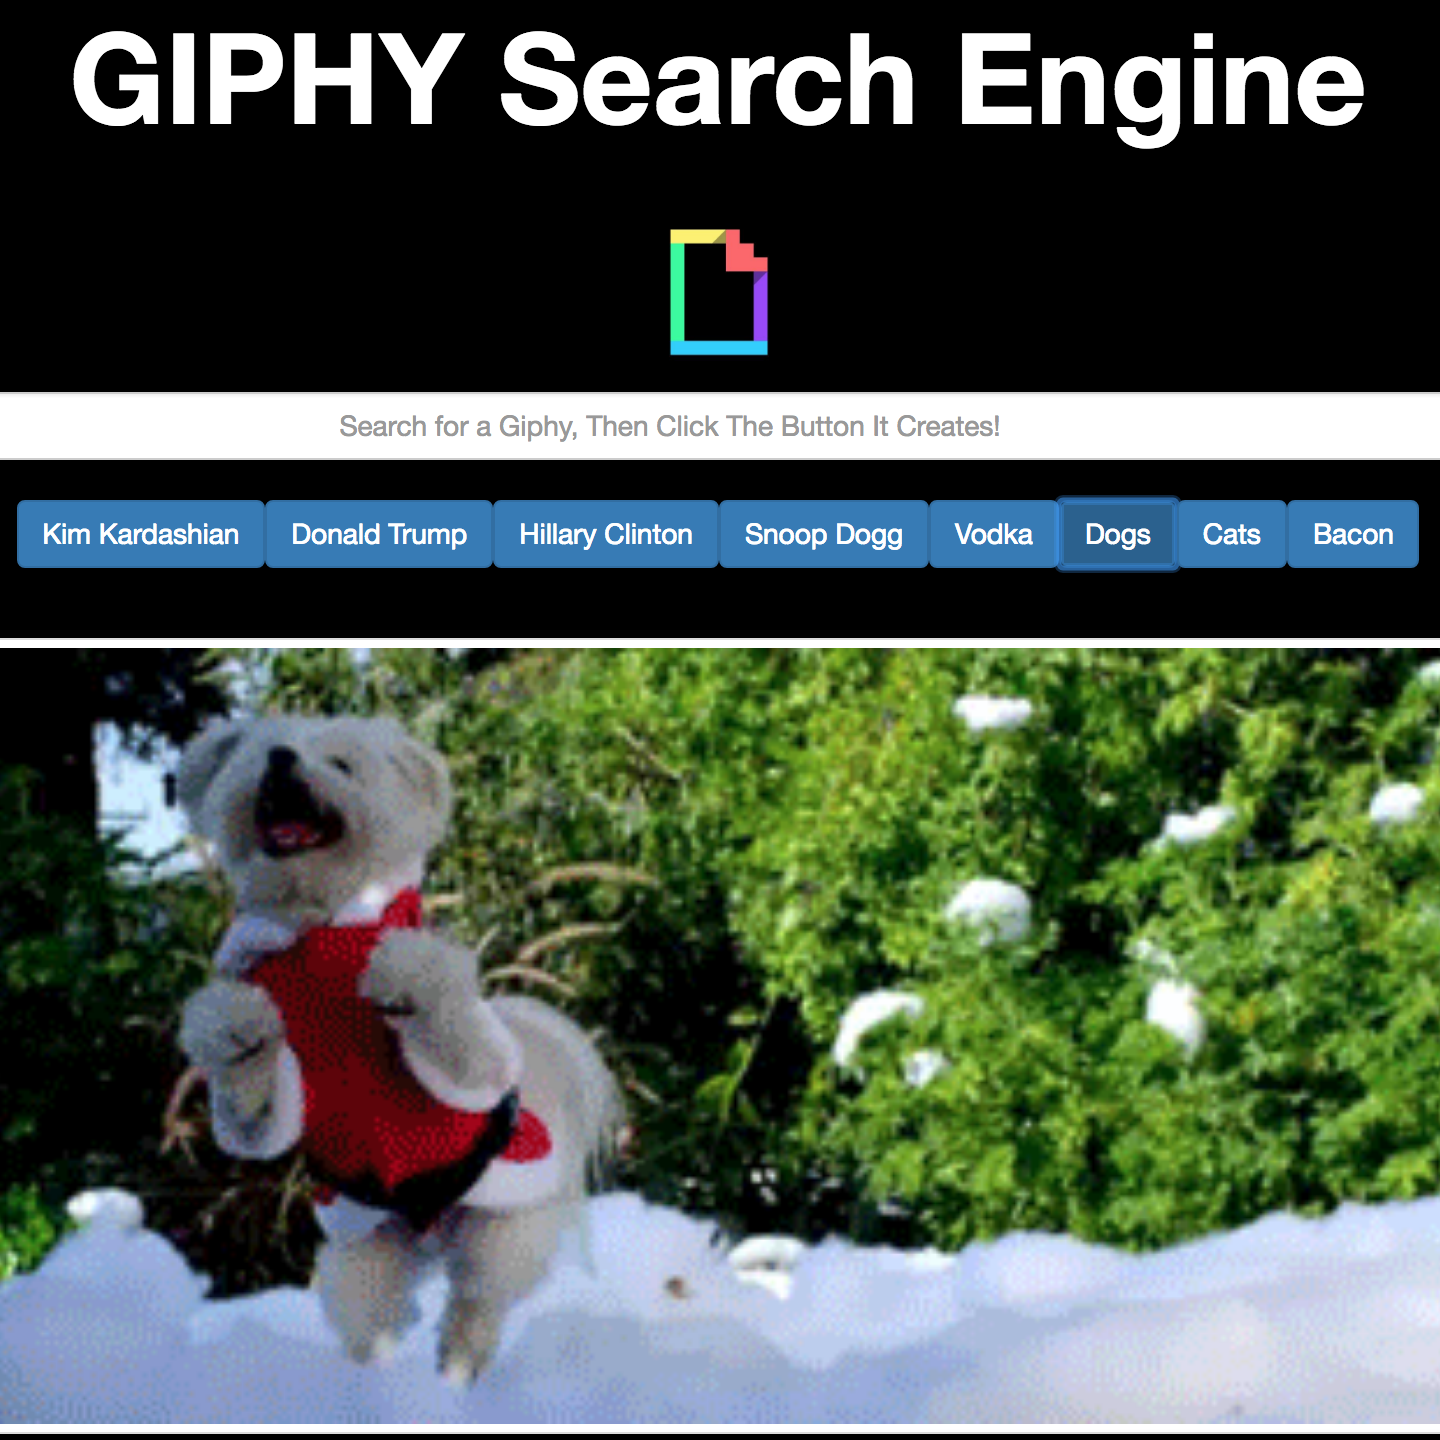 GIPHY Search Engine
Search for a Giphy, Then Click The Button It Creates!
Kim Kardashian Donald Trump Hillary Clinton Snoop Dogg Vodka Dogs Cats Bacon